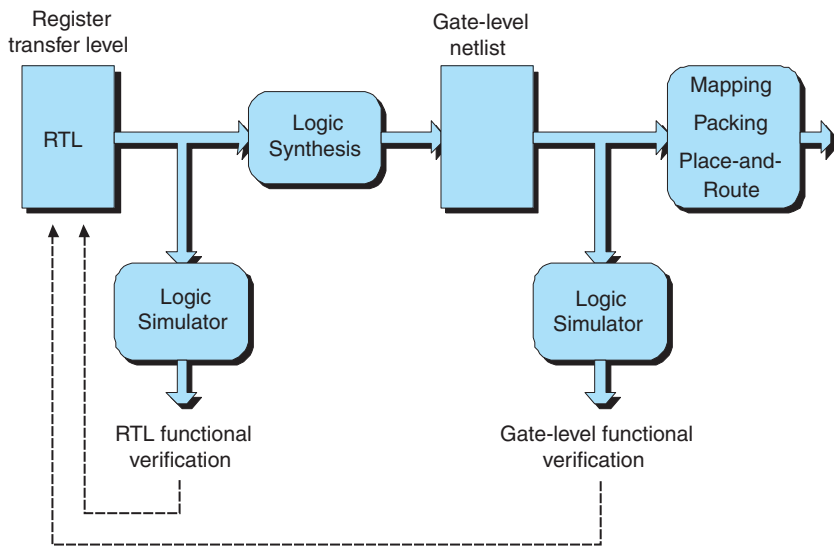 Register
transfer level
Gate-level
netlist
RTL
Logic
Synthesis
Mapping
Packing
Place-and-
Route
Logic
Simulator
Logic
Simulator
RTL functional
verification
Gate-level functional
verification